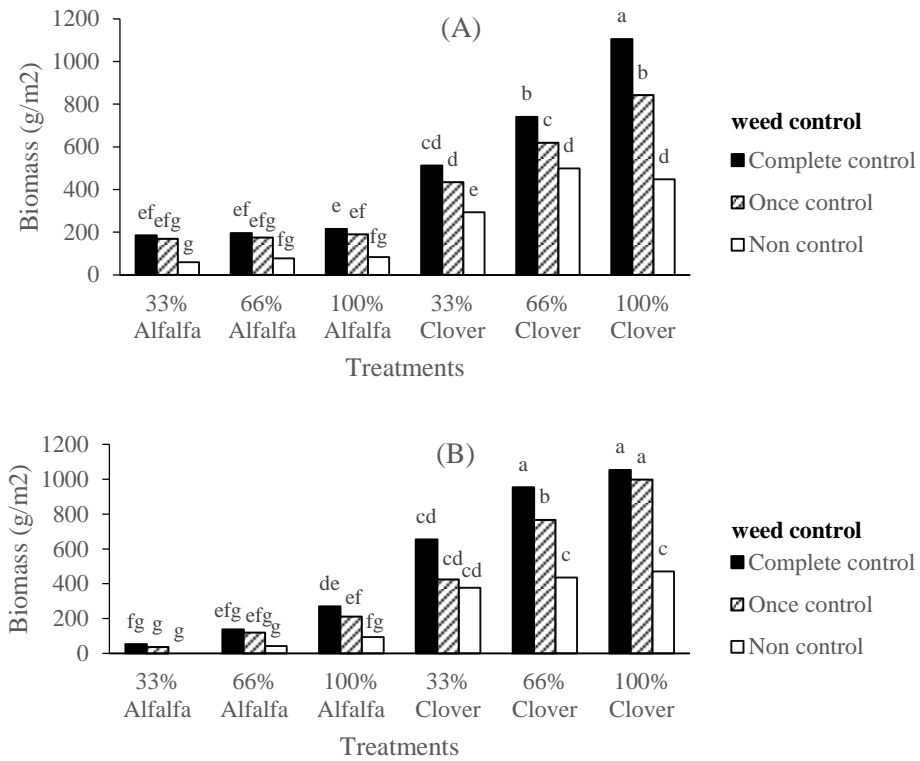 (A)
1200
1000
800
600
400
200
0
Biomass (g/m2)
ef efg g
ef efg fg
e ef fg
cd d e
b c d
a b d
33% Alfalfa
66% Alfalfa
100% Alfalfa
33% Clover
66% Clover
100% Clover
Treatments
weed control
Complete control
Once control
Non control
(B)
1200
1000
800
600
400
200
0
Biomass (g/m2)
fg g g
efg efg g
de ef fg
cd cd cd
a b c
a a c
33% Alfalfa
66% Alfalfa
100% Alfalfa
33% Clover
66% Clover
100% Clover
Treatments
weed control
Complete control
Once control
Non control